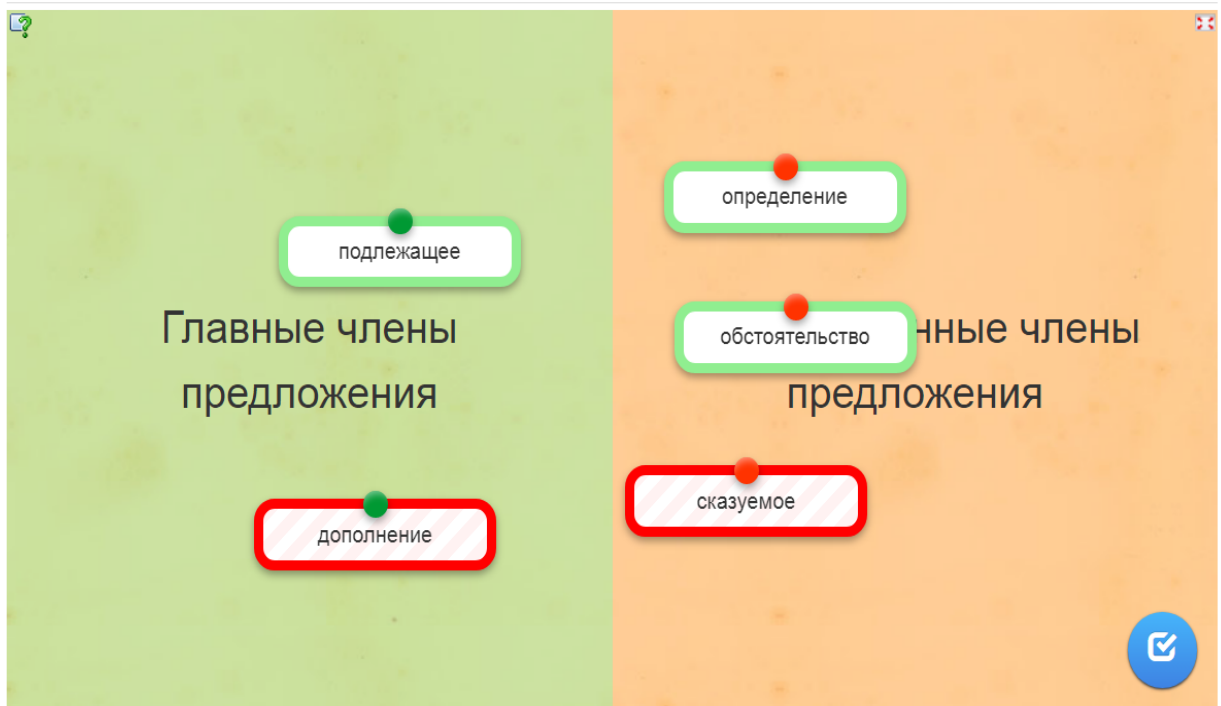 подлежащее
Главные члены
предложения
дополнение
определение
обстоятельство
нные члены
предложения
сказуемое